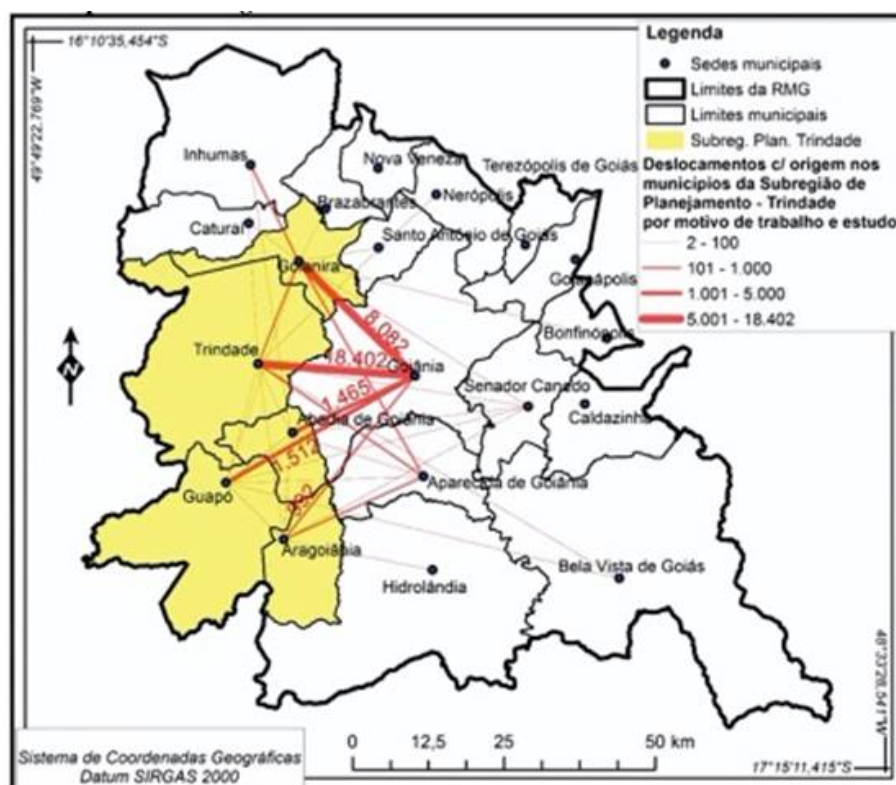 16°10'35,454"S
49°49'22,769"W
Legenda
Sedes municipais
Limites da RMG
Limites municipais
Subreg. Plan. Trindade
Deslocamentos c/ origem nos
municípios da Subregião de
Planejamento - Trindade
por motivo de trabalho e estudo
2 - 100
101 - 1.000
1.001 - 5.000
5.001 - 18.402
Inhumas
Nova Veneza
Terezópolis de Goiás
Nerópolis
Brazabrantes
Caturaí
Santo Antônio de Goiás
Goianira
Goianápolis
8.082
Bonfinópolis
Trindade
18.402
Goiânia
1.465
Senador Canedo
Caldazinha
Abadia de Goiânia
1.512
Guapó
992
Aparecida de Goiânia
Aragoiânia
Bela Vista de Goiás
Hidrolândia
N
0 12,5 25 50 km
Sistema de Coordenadas Geográficas
Datum SIRGAS 2000
17°15'11,415"S